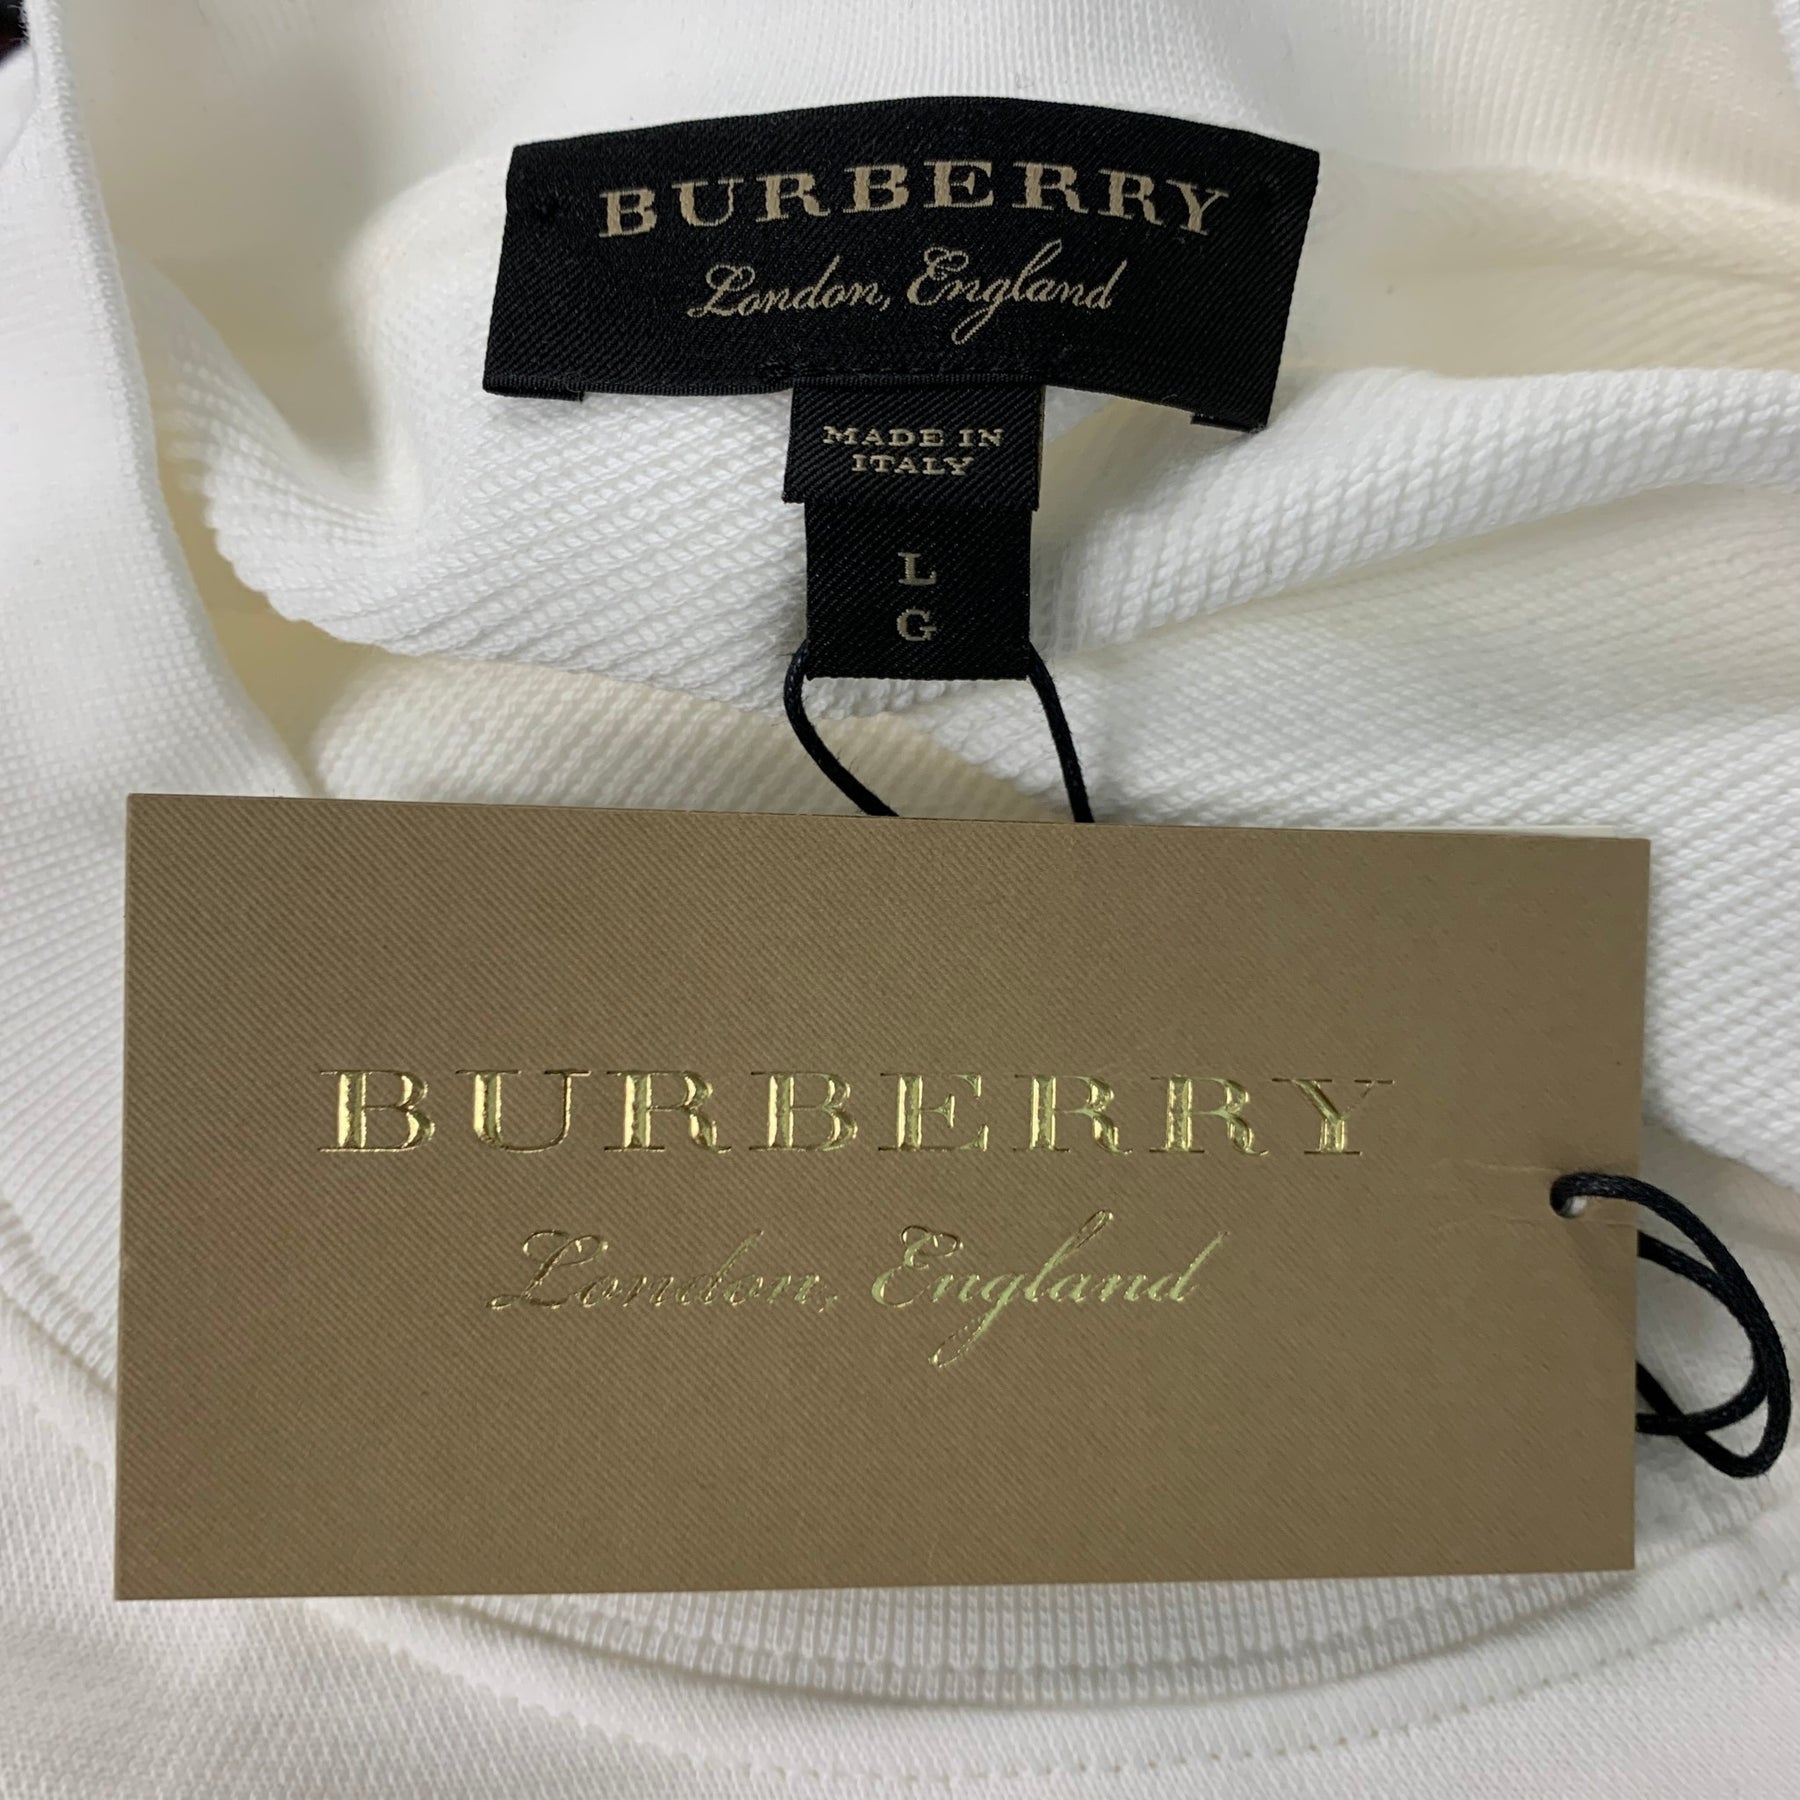 BURBERRY
London, England
MADE IN
ITALY
L
G
BURBERRY
London, England